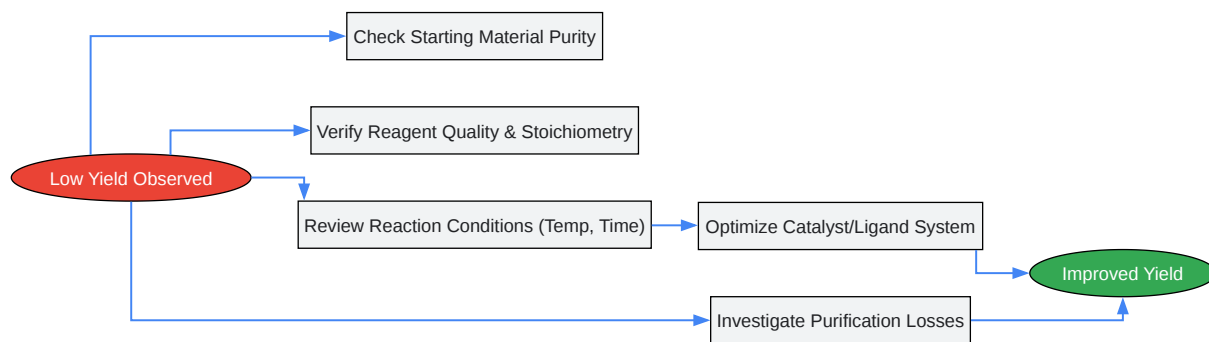 Check Starting Material Purity
Verify Reagent Quality & Stoichiometry
Low Yield Observed
Review Reaction Conditions (Temp, Time)
Optimize Catalyst/Ligand System
Improved Yield
Investigate Purification Losses